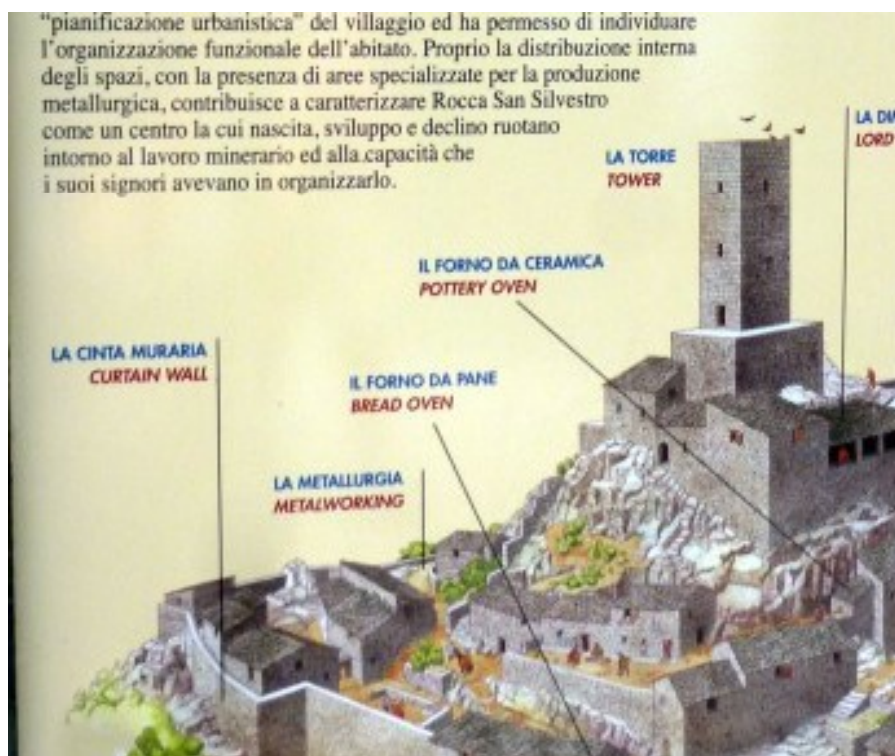 "pianificazione urbanistica" del villaggio ed ha permesso di individuare
l'organizzazione funzionale dell'abitato. Proprio la distribuzione interna
degli spazi, con la presenza di aree specializzate per la produzione
metallurgica, contribuisce a caratterizzare Rocca San Silvestro
come un centro la cui nascita, sviluppo e declino ruotano
intorno al lavoro minerario ed alla capacità che
i suoi signori avevano in organizzarlo.
LA TORRE
TOWER
LA
LORD
IL FORNO DA CERAMICA
POTTERY OVEN
LA CINTA MURARIA
CURTAIN WALL
IL FORNO DA PANE
BREAD OVEN
LA METALLURGIA
METALWORKING